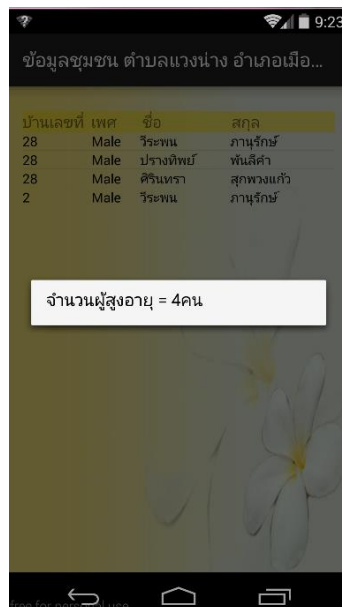 9:23
ข้อมูลชุมชน ตำบลแวงน่าง อำเภอเมือ...
บ้านเลขที่ เพศ ชื่อ สกุล
28 Male วีระพน ภานุรักษ์
28 Male ปรางทิพย์ พันลีคำ
28 Male ศิรินทรา สุกพวงแก้ว
2 Male วีระพน ภานุรักษ์
จำนวนผู้สูงอายุ = 4คน
free for personal use